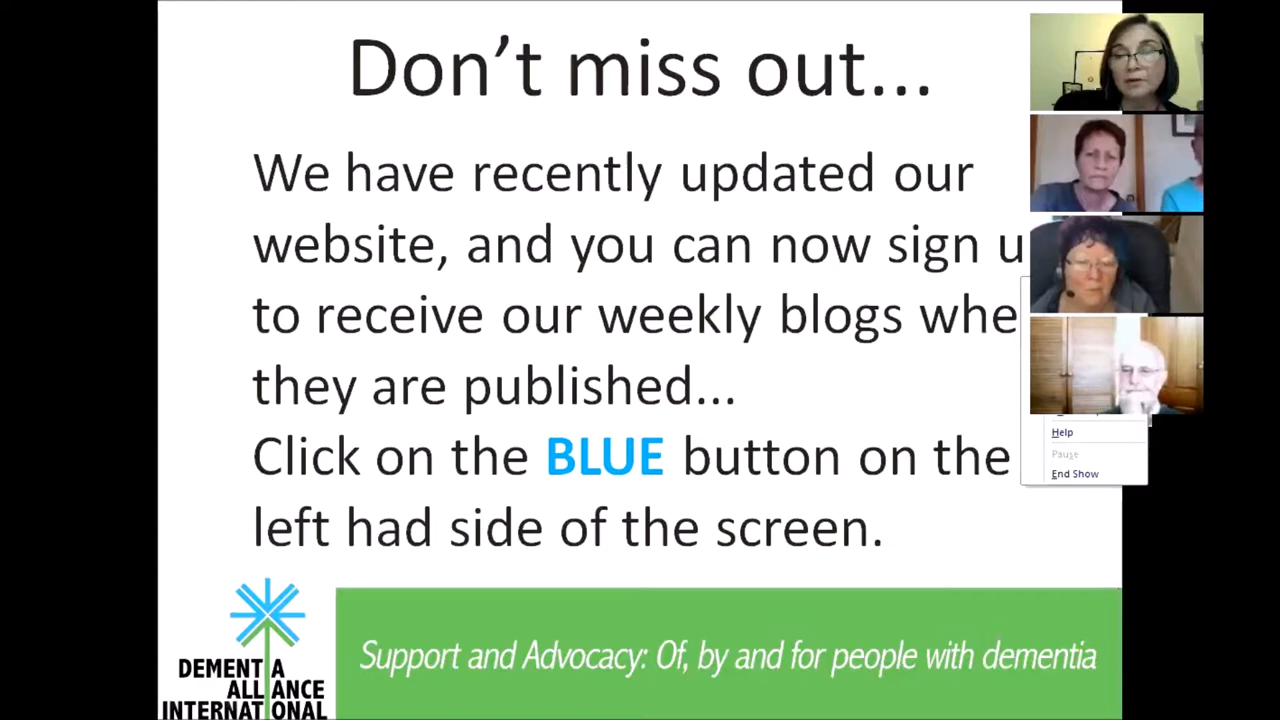 Don't miss out...
We have recently updated our
website, and you can now sign u
to receive our weekly blogs whe
they are published...
Click on the BLUE button on the
left had side of the screen.
Help
Pause
End Show
DEMENTIA
ALLIANCE
INTERNATIONAL
Support and Advocacy: Of, by and for people with dementia